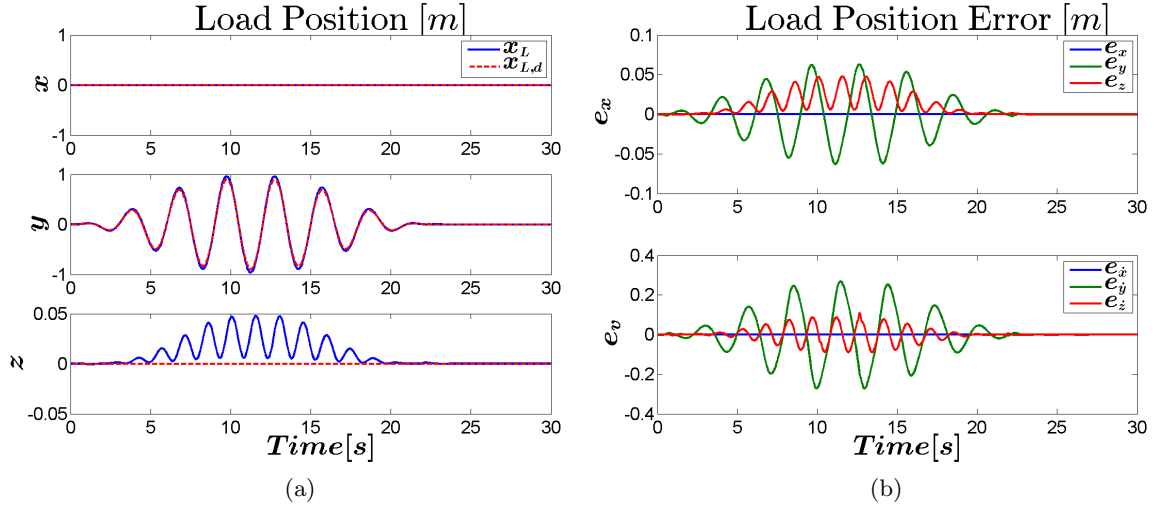 Load Position [m]
1
0
-1
x
x_L
x_{L,d}
0 5 10 15 20 25 30
1
0
-1
y
0 5 10 15 20 25 30
0.05
0
-0.05
z
0 5 10 15 20 25 30
Time[s]
(a)
Load Position Error [m]
0.1
0.05
0
-0.05
-0.1
e_x
e_x
e_y
e_z
0 5 10 15 20 25 30
0.4
0.2
0
-0.2
-0.4
e_v
e_ẋ
e_ẏ
e_ż
0 5 10 15 20 25 30
Time[s]
(b)